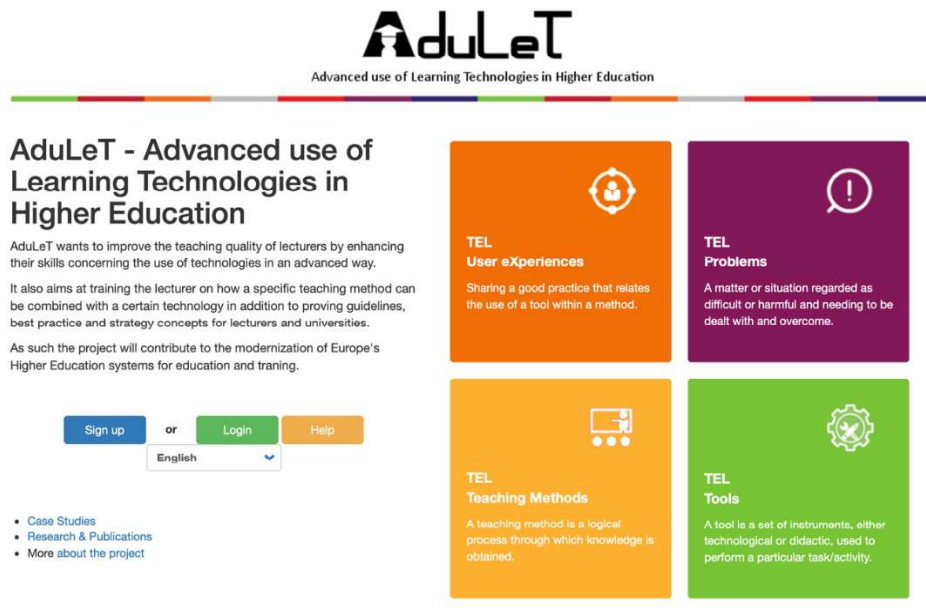 AduLeT
Advanced use of Learning Technologies in Higher Education
AduLeT - Advanced use of
Learning Technologies in
Higher Education
AduLeT wants to improve the teaching quality of lecturers by enhancing
their skills concerning the use of technologies in an advanced way.
It also aims at training the lecturer on how a specific teaching method can
be combined with a certain technology in addition to proving guidelines,
best practice and strategy concepts for lecturers and universities.
As such the project will contribute to the modernization of Europe's
Higher Education systems for education and traning.
Sign up or Login Help
English
• Case Studies
• Research & Publications
• More about the project
TEL
User eXperiences
Sharing a good practice that relates
the use of a tool within a method.
TEL
Problems
A matter or situation regarded as
difficult or harmful and needing to be
dealt with and overcome.
TEL
Teaching Methods
A teaching method is a logical
process through which knowledge is
obtained.
TEL
Tools
A tool is a set of instruments, either
technological or didactic, used to
perform a particular task/activity.